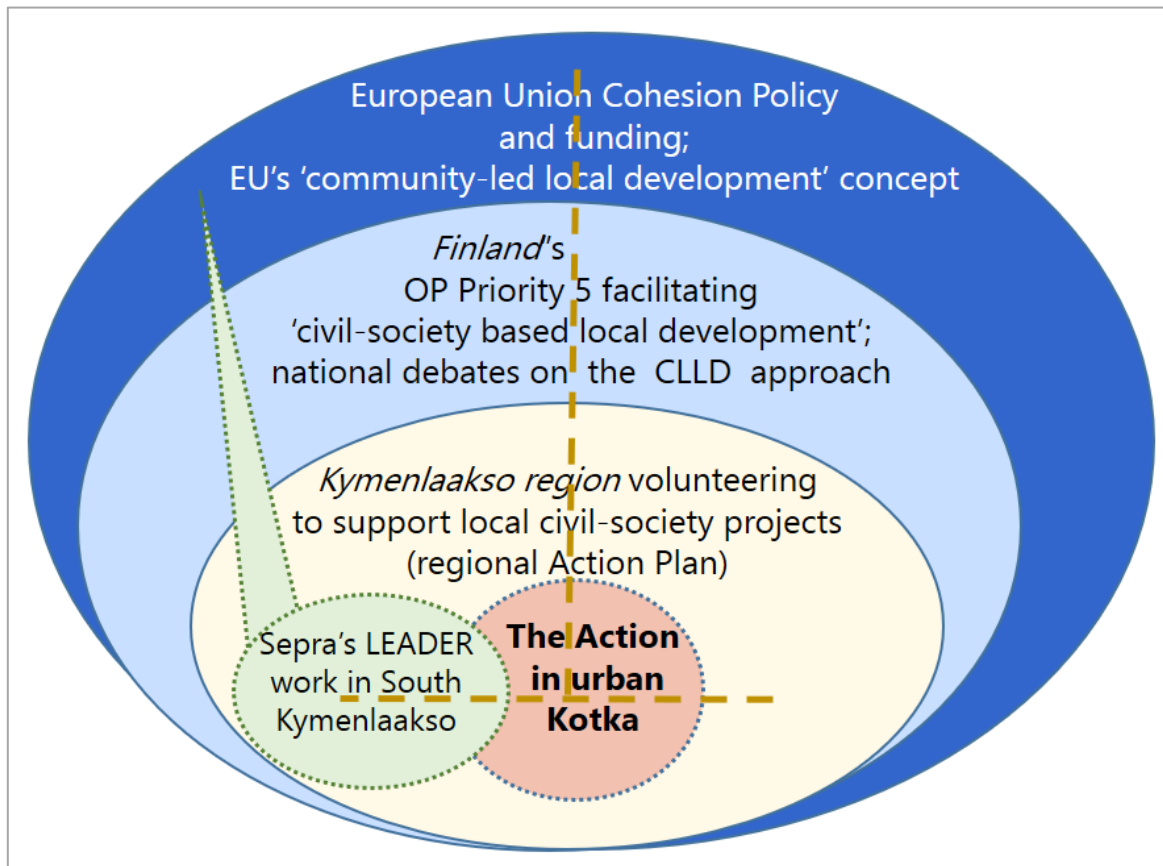 European Union Cohesion Policy
and funding;
EU's 'community-led local development' concept
Finland's
OP Priority 5 facilitating
'civil-society based local development';
national debates on the CLLD approach
Kymenlaakso region volunteering
to support local civil-society projects
(regional Action Plan)
Sepra's LEADER
work in South
Kymenlaakso
The Action
in urban
Kotka